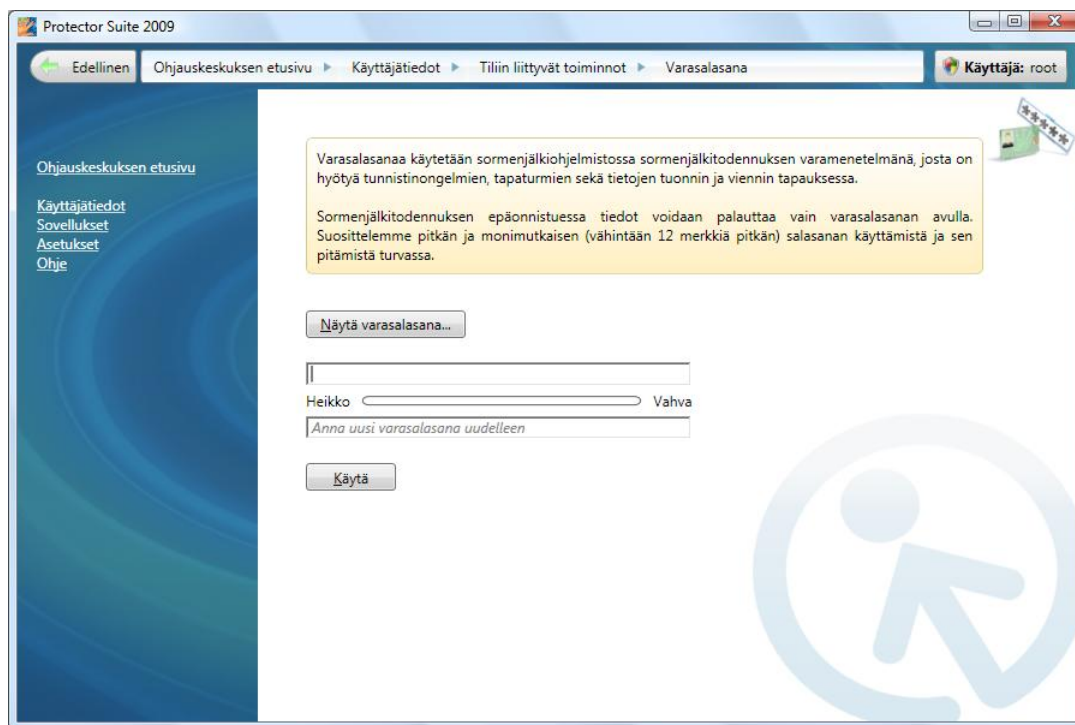 Protector Suite 2009
Edellinen
Ohjauskeskuksen etusivu
Käyttäjätiedot
Tiliin liittyvät toiminnot
Varasalasana
Käyttäjä: root
Ohjauskeskuksen etusivu
Käyttäjätiedot
Sovellukset
Asetukset
Ohje
*****
Varasalasanaa käytetään sormenjälkiohjelmistossa sormenjälkitodennuksen varamenetelmänä, josta on
hyötyä tunnistinongelmien, tapaturmien sekä tietojen tuonnin ja viennin tapauksessa.
Sormenjälkitodennuksen epäonnistuessa tiedot voidaan palauttaa vain varasalasanan avulla.
Suosittelemme pitkän ja monimutkaisen (vähintään 12 merkkiä pitkän) salasanan käyttämistä ja sen
pitämistä turvassa.
Näytä varasalasana...
Heikko
Vahva
Anna uusi varasalasana uudelleen
Käytä